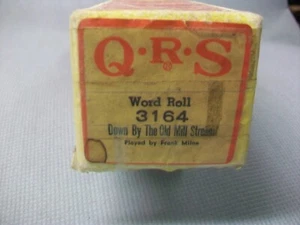 Q·R·S
®
Word Roll
3164
Down By The Old Mill Stream
Played by Frank Milne